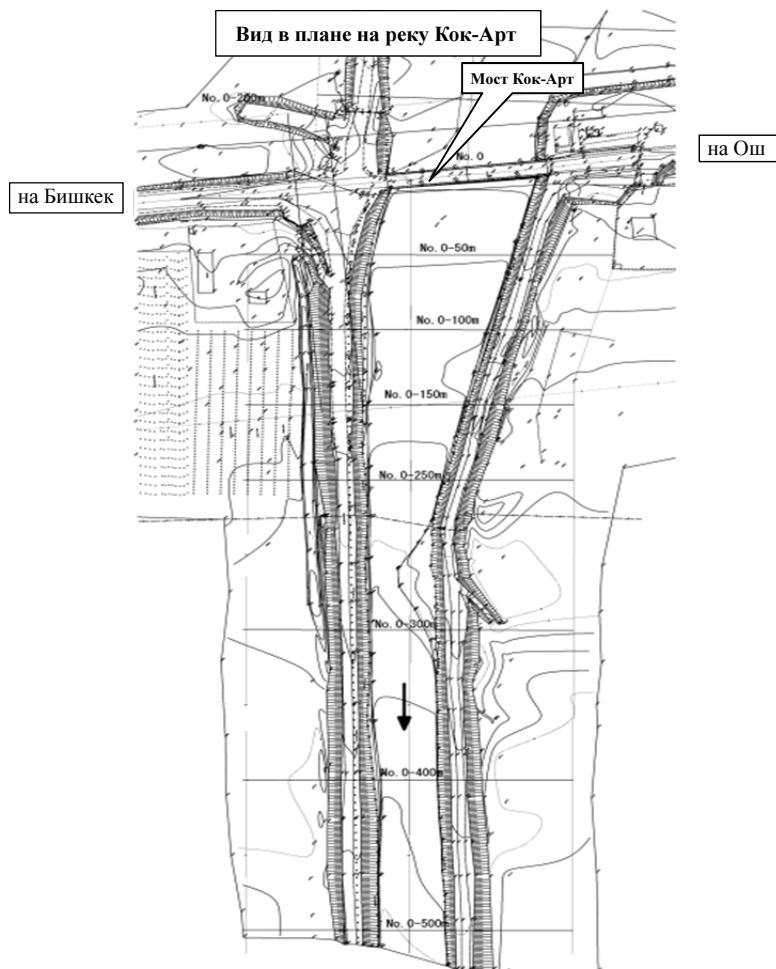 Вид в плане на реку Кок-Арт
Мост Кок-Арт
No. 0-200m
No. 0
на Ош
на Бишкек
No. 0-50m
No. 0-100m
No. 0-150m
No. 0-250m
No. 0-300m
No. 0-400m
No. 0-500m